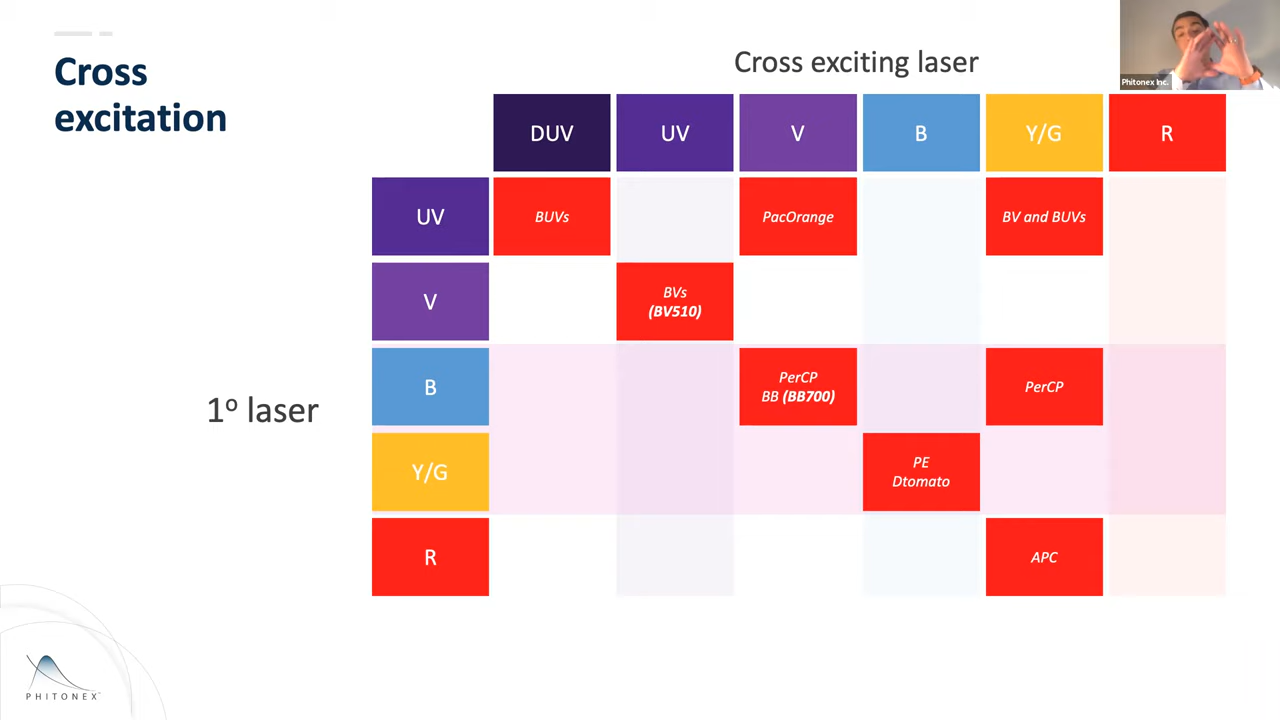 Cross
excitation
Cross exciting laser
Phitonex Inc.
DUV
UV
V
B
Y/G
R
UV
BUVs
PacOrange
BV and BUVs
V
BVs
(BV510)
B
PerCP
BB (BB700)
PerCP
1º laser
Y/G
PE
Dtomato
R
APC
PHITONEX